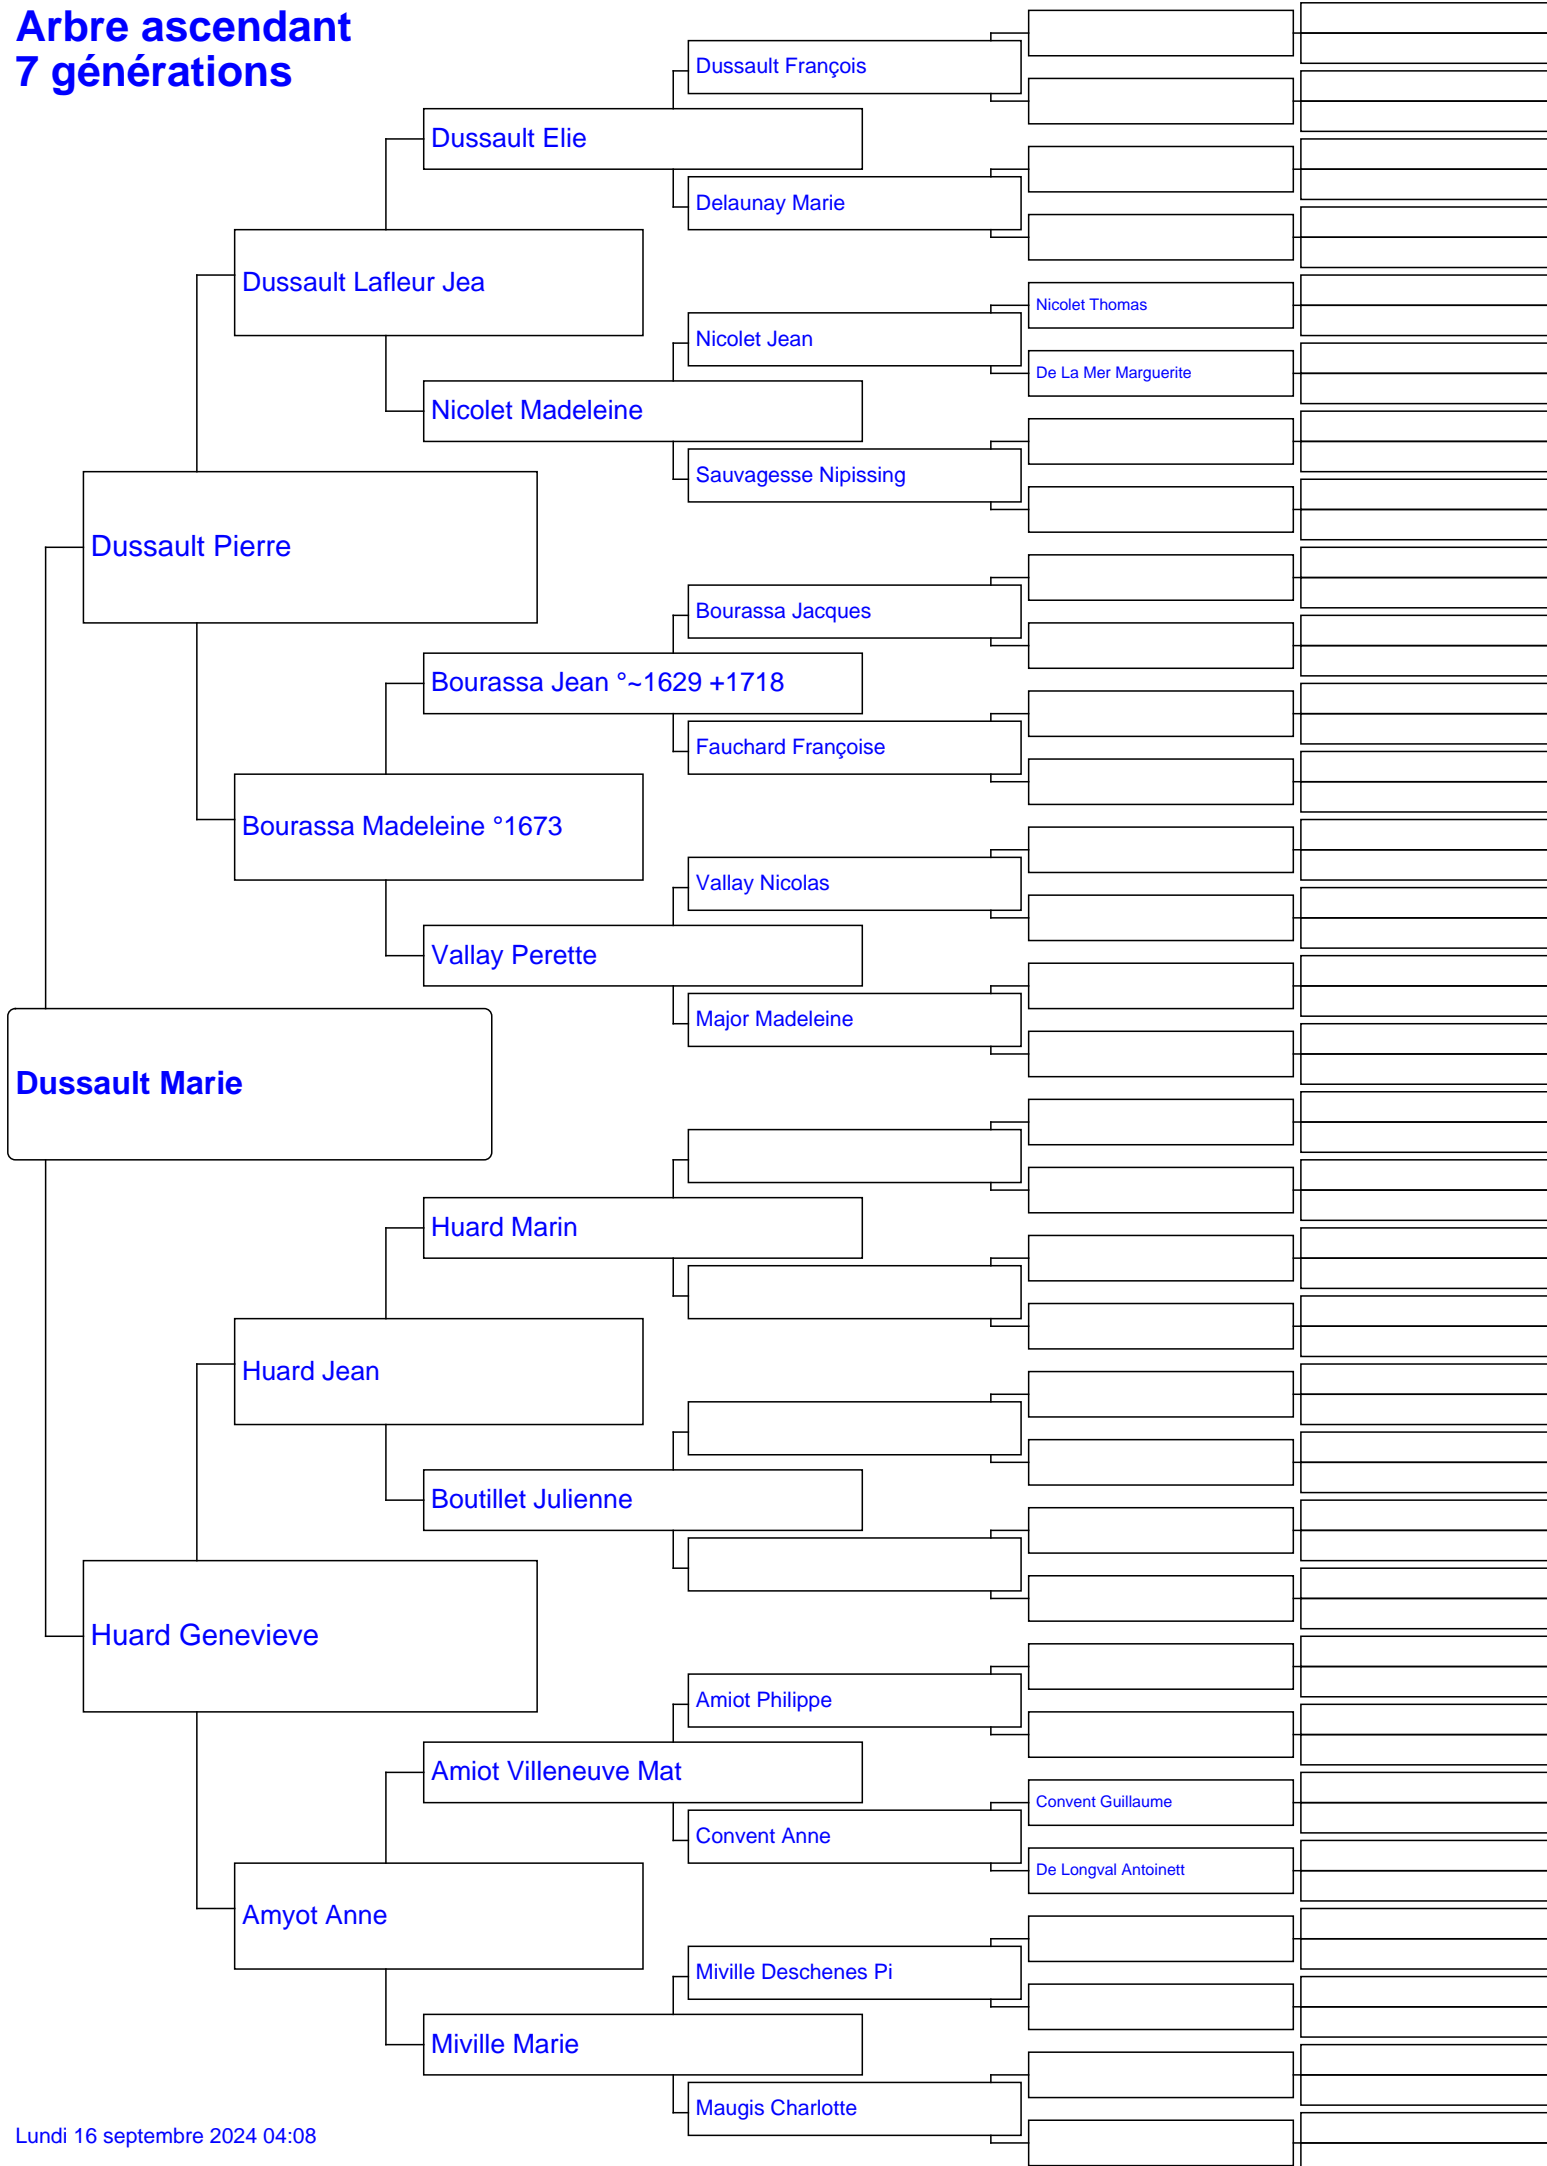 Arbre ascendant
7 générations
Dussault François
Dussault Elie
Delaunay Marie
Dussault Lafleur Jea
Nicolet Thomas
Nicolet Jean
De La Mer Marguerite
Nicolet Madeleine
Sauvagesse Nipissing
Dussault Pierre
Bourassa Jacques
Bourassa Jean °~1629 +1718
Fauchard Françoise
Bourassa Madeleine °1673
Vallay Nicolas
Vallay Perette
Major Madeleine
Dussault Marie
Huard Marin
Huard Jean
Boutillet Julienne
Huard Genevieve
Amiot Philippe
Amiot Villeneuve Mat
Convent Guillaume
Convent Anne
De Longval Antoinett
Amyot Anne
Miville Deschenes Pi
Miville Marie
Maugis Charlotte
Lundi 16 septembre 2024 04:08